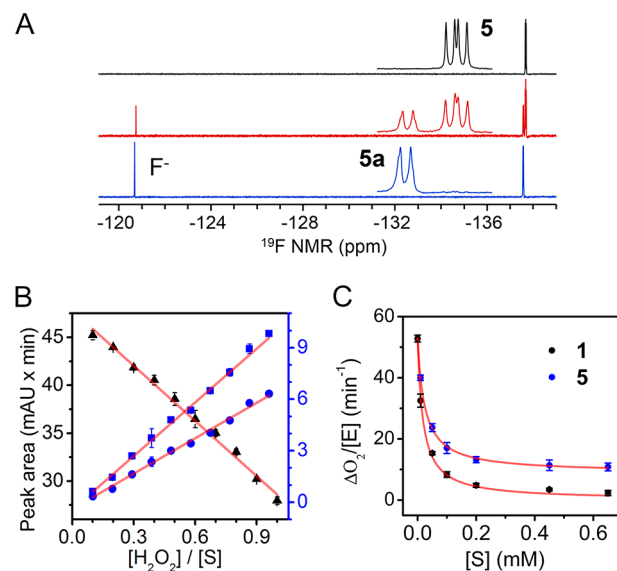 A
5
F-
5a
-120 -124 -128 -132 -136
19F NMR (ppm)
B
Peak area (mAU x min)
45
40
35
30
9
6
3
0
0.0 0.3 0.6 0.9
[H2O2] / [S]
C
1
5
ΔO2/[E] (min-1)
60
40
20
0
0.0 0.2 0.4 0.6
[S] (mM)